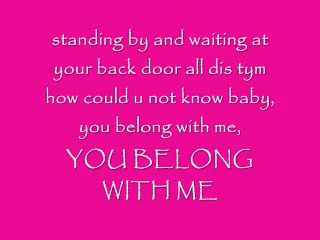 standing by and waiting at
your back door all dis tym
how could u not know baby,
you belong with me,
YOU BELONG
WITH ME